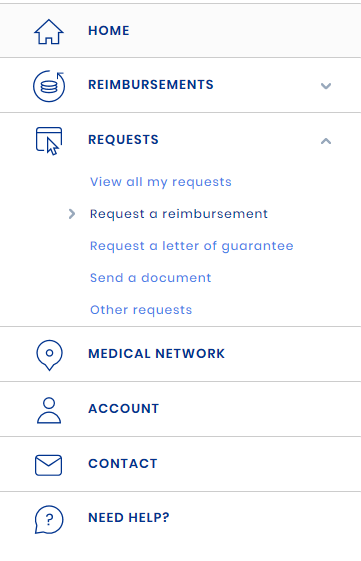 HOME
REIMBURSEMENTS
REQUESTS
View all my requests
Request a reimbursement
Request a letter of guarantee
Send a document
Other requests
MEDICAL NETWORK
ACCOUNT
CONTACT
?
NEED HELP?